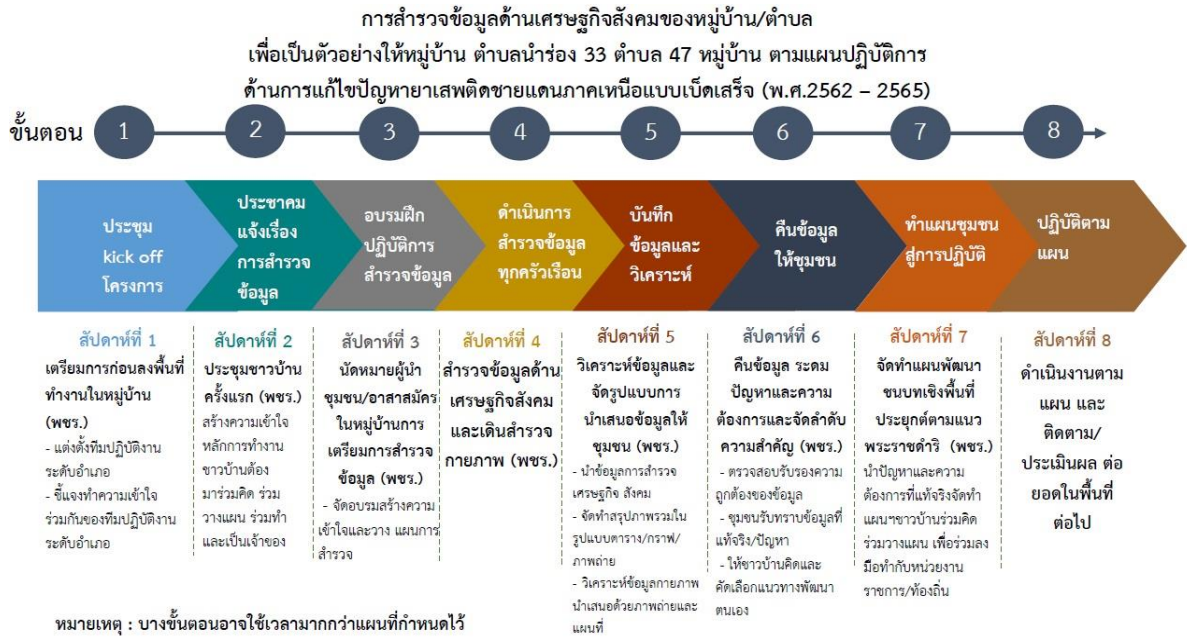 การสำรวจข้อมูลด้านเศรษฐกิจสังคมของหมู่บ้าน/ตำบล
เพื่อเป็นตัวอย่างให้หมู่บ้าน ตำบลนำร่อง 33 ตำบล 47 หมู่บ้าน ตามแผนปฏิบัติการ
ด้านการแก้ไขปัญหายาเสพติดชายแดนภาคเหนือแบบเบ็ดเสร็จ (พ.ศ.2562 – 2565)
ขั้นตอน 1 2 3 4 5 6 7 8
ประชุม
kick off
โครงการ
ประชาคม
แจ้งเรื่อง
การสำรวจ
ข้อมูล
อบรมฝึก
ปฏิบัติการ
สำรวจข้อมูล
ดำเนินการ
สำรวจข้อมูล
ทุกครัวเรือน
บันทึก
ข้อมูลและ
วิเคราะห์
คืนข้อมูล
ให้ชุมชน
ทำแผนชุมชน
สู่การปฏิบัติ
ปฏิบัติตาม
แผน
สัปดาห์ที่ 1
เตรียมการก่อนลงพื้นที่
ทำงานในหมู่บ้าน
(พชร.)
- แต่งตั้งทีมปฏิบัติงาน
ระดับอำเภอ
- ชี้แจงทำความเข้าใจ
ร่วมกันของทีมปฏิบัติงาน
ระดับอำเภอ
สัปดาห์ที่ 2
ประชุมชาวบ้าน
ครั้งแรก (พชร.)
สร้างความเข้าใจ
หลักการทำงาน
ชาวบ้านต้อง
มาร่วมคิด ร่วม
วางแผน ร่วมทำ
และเป็นเจ้าของ
สัปดาห์ที่ 3
นัดหมายผู้นำ
ชุมชน/อาสาสมัคร
ในหมู่บ้านการ
เตรียมการสำรวจ
ข้อมูล (พชร.)
- จัดอบรมสร้างความ
เข้าใจและวาง แผนการ
สำรวจ
สัปดาห์ที่ 4
สำรวจข้อมูลด้าน
เศรษฐกิจสังคม
และเดินสำรวจ
กายภาพ (พชร.)
สัปดาห์ที่ 5
วิเคราะห์ข้อมูลและ
จัดรูปแบบการ
นำเสนอข้อมูลให้
ชุมชน (พชร.)
- นำข้อมูลการสำรวจ
เศรษฐกิจ สังคม
- จัดทำสรุปภาพรวมใน
รูปแบบตาราง/กราฟ/
ภาพถ่าย
- วิเคราะห์ข้อมูลกายภาพ
นำเสนอด้วยภาพถ่ายและ
แผนที่
สัปดาห์ที่ 6
คืนข้อมูล ระดม
ปัญหาและความ
ต้องการและจัดลำดับ
ความสำคัญ (พชร.)
- ตรวจสอบรับรองความ
ถูกต้องของข้อมูล
- ชุมชนรับทราบข้อมูลที่
แท้จริง/ปัญหา
- ให้ชาวบ้านคิดและ
คัดเลือกแนวทางพัฒนา
ตนเอง
สัปดาห์ที่ 7
จัดทำแผนพัฒนา
ชนบทเชิงพื้นที่
ประยุกต์ตามแนว
พระราชดำริ (พชร.)
นำปัญหาและความ
ต้องการที่แท้จริงจัดทำ
แผนฯชาวบ้านร่วมคิด
ร่วมวางแผน เพื่อร่วมลง
มือทำกับหน่วยงาน
ราชการ/ท้องถิ่น
สัปดาห์ที่ 8
ดำเนินงานตาม
แผน และ
ติดตาม/
ประเมินผล ต่อ
ยอดในพื้นที่
ต่อไป
หมายเหตุ : บางขั้นตอนอาจใช้เวลามากกว่าแผนที่กำหนดไว้